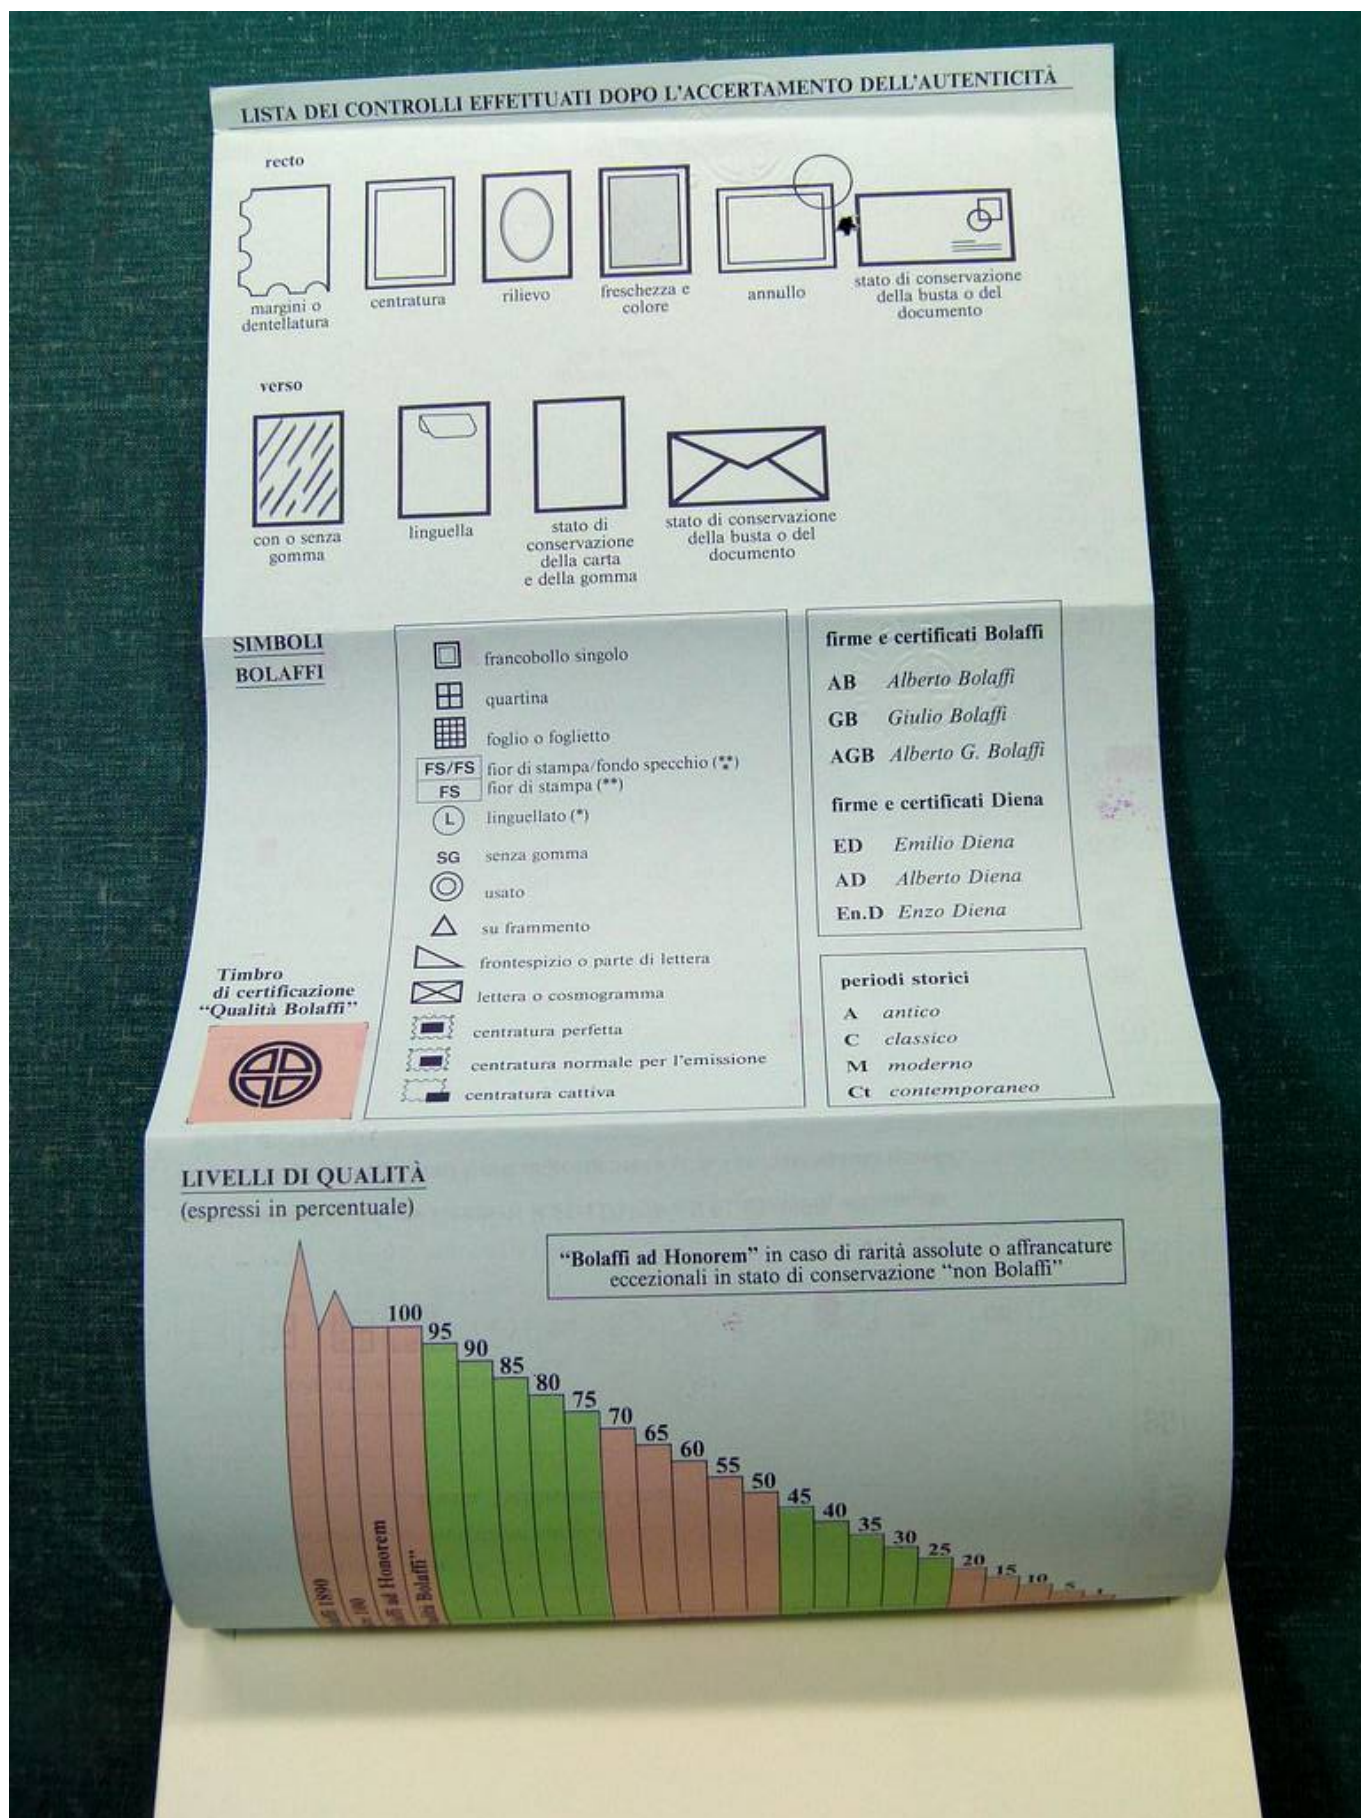 LISTA DEI CONTROLLI EFFETTUATI DOPO L'ACCERTAMENTO DELL'AUTENTICITÀ
recto
margini o
dentellatura
centratura
rilievo
freschezza e
colore
annullo
stato di conservazione
della busta o del
documento
verso
con o senza
gomma
linguella
stato di
conservazione
della carta
e della gomma
stato di conservazione
della busta o del
documento
SIMBOLI
BOLAFFI
francobollo singolo
quartina
foglio o foglietto
FS/FS fior di stampa/fondo specchio (***)
FS fior di stampa (**)
L linguellato (*)
SG senza gomma
usato
su frammento
frontespizio o parte di lettera
lettera o cosmogramma
centratura perfetta
centratura normale per l'emissione
centratura cattiva
firme e certificati Bolaffi
AB Alberto Bolaffi
GB Giulio Bolaffi
AGB Alberto G. Bolaffi
firme e certificati Diena
ED Emilio Diena
AD Alberto Diena
En.D Enzo Diena
periodi storici
A antico
C classico
M moderno
Ct contemporaneo
Timbro
di certificazione
“Qualità Bolaffi”
LIVELLI DI QUALITÀ
(espressi in percentuale)
“Bolaffi ad Honorem” in caso di rarità assolute o affrancature
eccezionali in stato di conservazione “non Bolaffi”
100
95
90
85
80
75
70
65
60
55
50
45
40
35
30
25
20
15
10
5
1890
100
ad Honorem
Bolaffi”